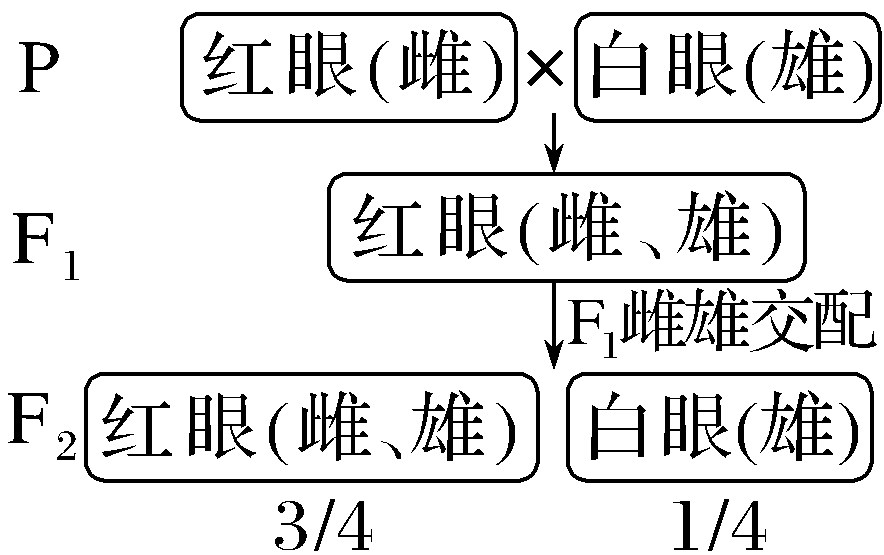 P 红眼(雌)×白眼(雄)
F₁ 红眼(雌、雄)
F₁雌雄交配
F₂ 红眼(雌、雄) 白眼(雄)
3/4 1/4